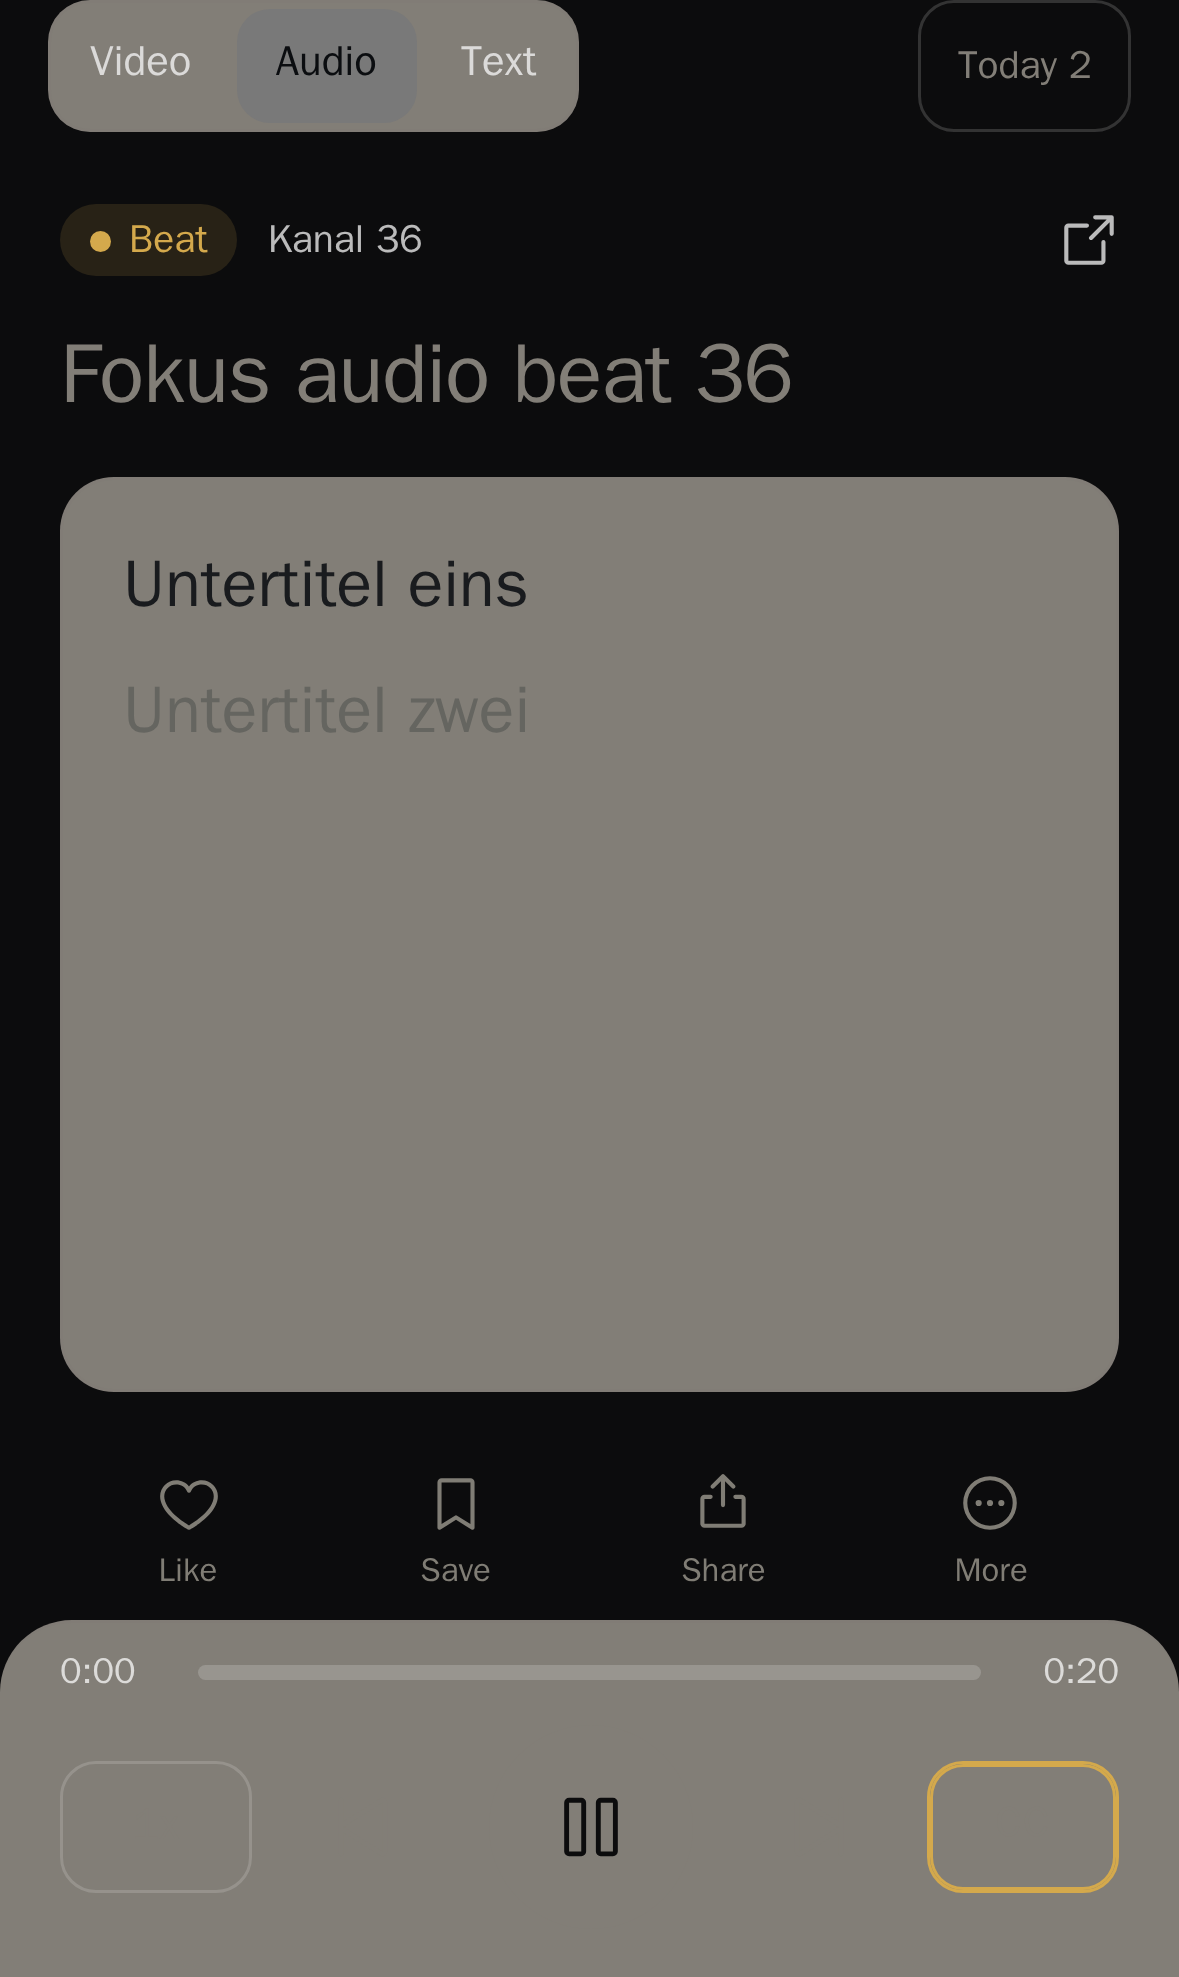 Video Audio Text Today 2
Beat Kanal 36
Fokus audio beat 36
Untertitel eins
Untertitel zwei
Like Save Share More
0:00 0:20